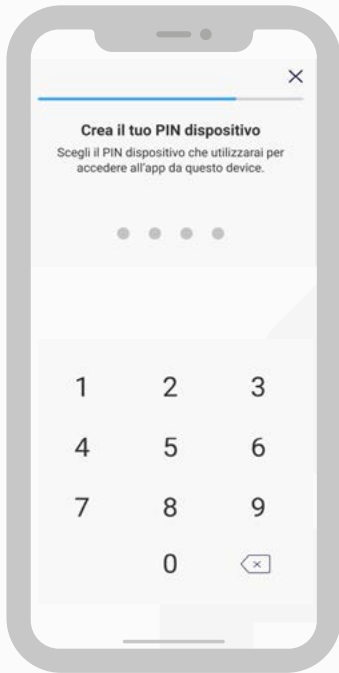 Crea il tuo PIN dispositivo
Scegli il PIN dispositivo che utilizzarai per
accedere all'app da questo device.
1 2 3
4 5 6
7 8 9
0